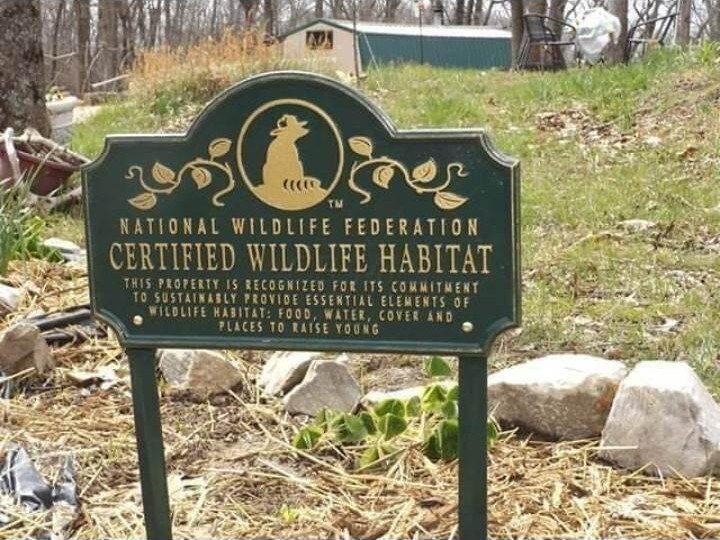 TM
NATIONAL WILDLIFE FEDERATION
CERTIFIED WILDLIFE HABITAT
THIS PROPERTY IS RECOGNIZED FOR ITS COMMITMENT
TO SUSTAINABLY PROVIDE ESSENTIAL ELEMENTS OF
WILDLIFE HABITAT: FOOD, WATER, COVER AND
PLACES TO RAISE YOUNG